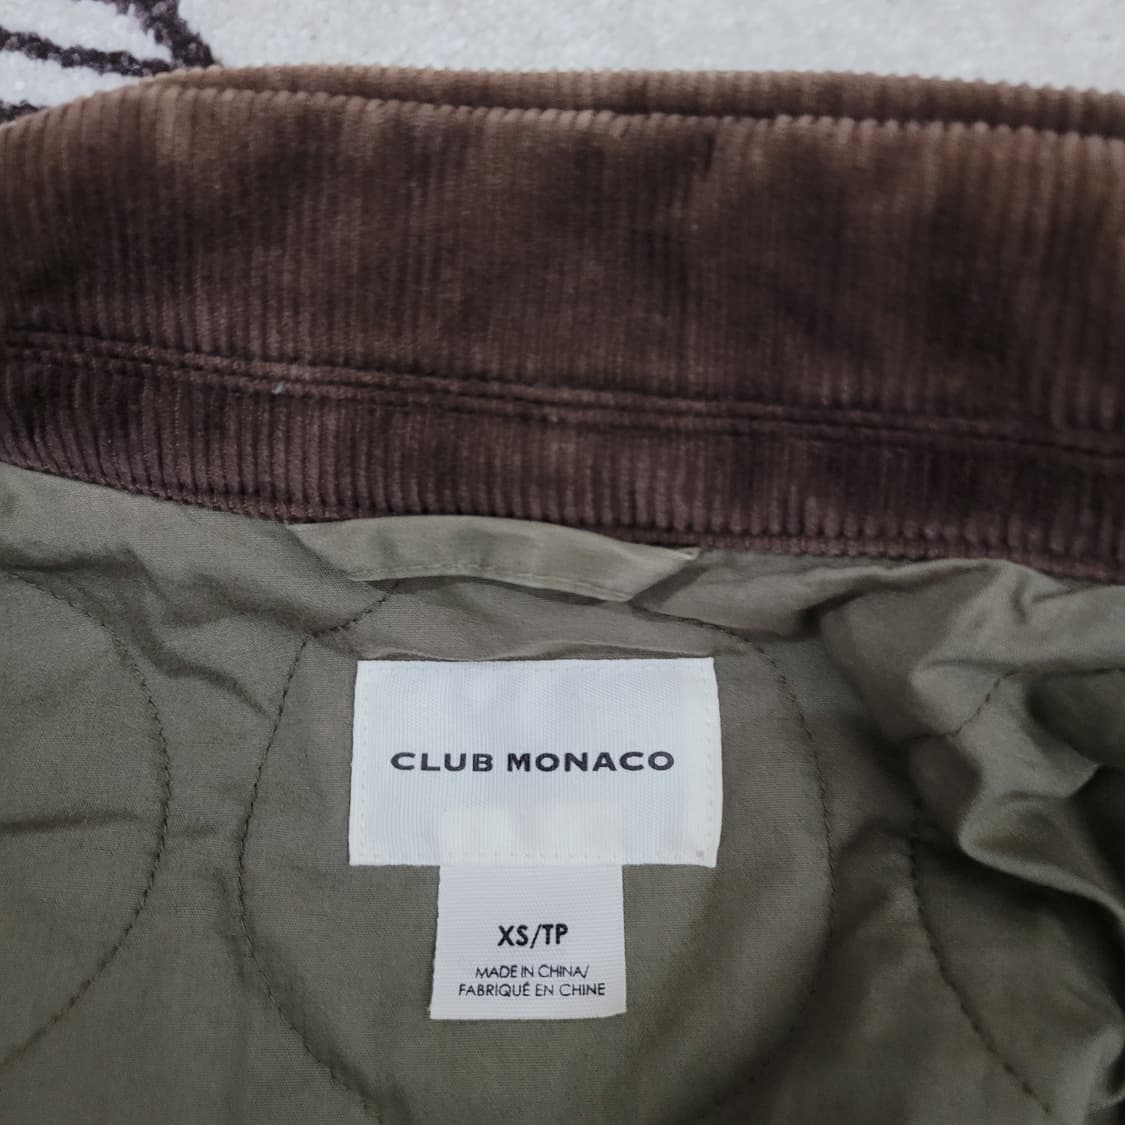 CLUB MONACO
XS/TP
MADE IN CHINA/
FABRIQUÉ EN CHINE